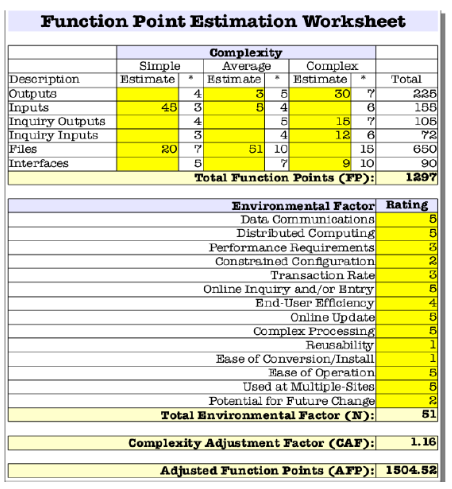 Function Point Estimation Worksheet
Complexity
Simple Average Complex
Description Estimate * Estimate * Estimate * Total
Outputs 4 3 5 30 7 225
Inputs 45 3 5 4 6 155
Inquiry Outputs 4 5 15 7 105
Inquiry Inputs 3 4 12 6 72
Files 20 7 51 10 15 650
Interfaces 5 7 9 10 90
Total Function Points (FP): 1297
Environmental Factor Rating
Data Communications 5
Distributed Computing 5
Performance Requirements 3
Constrained Configuration 2
Transaction Rate 3
Online Inquiry and/or Entry 5
End-User Efficiency 4
Online Update 5
Complex Processing 5
Reusability 1
Ease of Conversion/Install 1
Ease of Operation 5
Used at Multiple-Sites 5
Potential for Future Change 2
Total Environmental Factor (N): 51
Complexity Adjustment Factor (CAF): 1.16
Adjusted Function Points (AFP): 1504.52